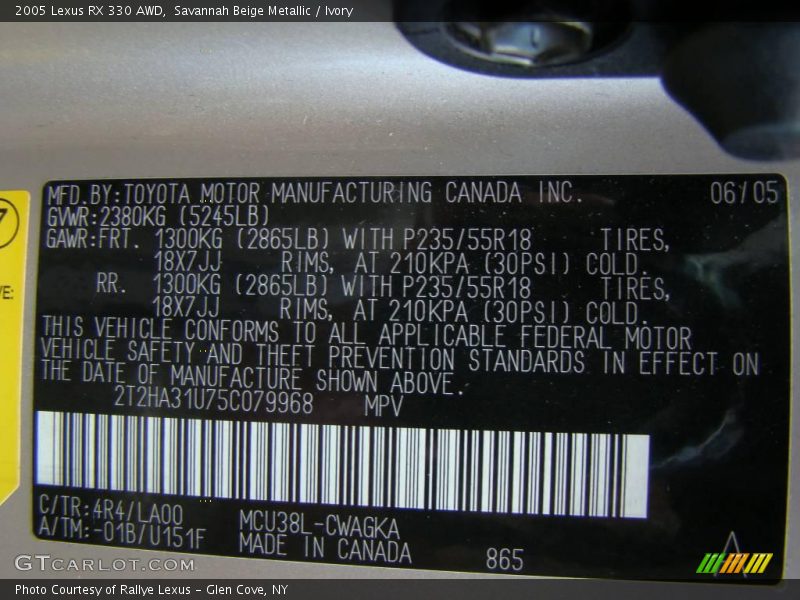 2005 Lexus RX 330 AWD, Savannah Beige Metallic / Ivory
MFD.BY:TOYOTA MOTOR MANUFACTURING CANADA INC. 06/05
GVWR:2380KG (5245LB)
GAWR:FRT. 1300KG (2865LB) WITH P235/55R18 TIRES,
18X7JJ RIMS, AT 210KPA (30PSI) COLD.
RR. 1300KG (2865LB) WITH P235/55R18 TIRES,
18X7JJ RIMS, AT 210KPA (30PSI) COLD.
THIS VEHICLE CONFORMS TO ALL APPLICABLE FEDERAL MOTOR
VEHICLE SAFETY AND THEFT PREVENTION STANDARDS IN EFFECT ON
THE DATE OF MANUFACTURE SHOWN ABOVE.
2T2HA31U75C079968 MPV
C/TR:4R4/LA00 MCU38L-CWAGKA
A/TM:-01B/U151F MADE IN CANADA 865
GTCARLOT.COM
Photo Courtesy of Rallye Lexus - Glen Cove, NY